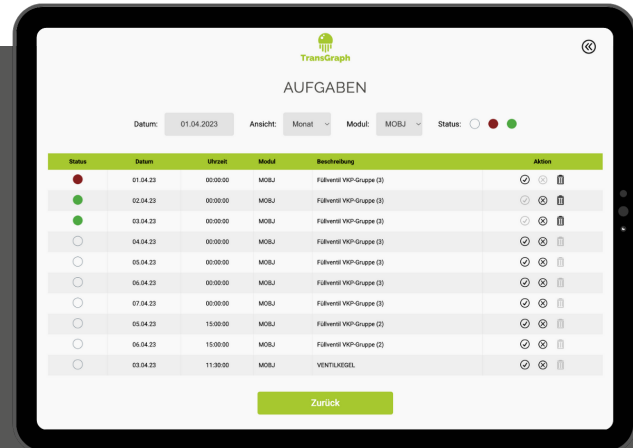 TransGraph
AUFGABEN
Datum: 01.04.2023 Ansicht: Monat Modul: MOBJ Status:
Status Datum Uhrzeit Modul Beschreibung Aktion
01.04.23 00:00:00 MOBJ Füllventil VKP-Gruppe (3)
02.04.23 00:00:00 MOBJ Füllventil VKP-Gruppe (3)
03.04.23 00:00:00 MOBJ Füllventil VKP-Gruppe (3)
04.04.23 00:00:00 MOBJ Füllventil VKP-Gruppe (3)
05.04.23 00:00:00 MOBJ Füllventil VKP-Gruppe (3)
06.04.23 00:00:00 MOBJ Füllventil VKP-Gruppe (3)
07.04.23 00:00:00 MOBJ Füllventil VKP-Gruppe (3)
05.04.23 15:00:00 MOBJ Füllventil VKP-Gruppe (2)
06.04.23 15:00:00 MOBJ Füllventil VKP-Gruppe (2)
03.04.23 11:30:00 MOBJ VENTILKEGEL
Zurück